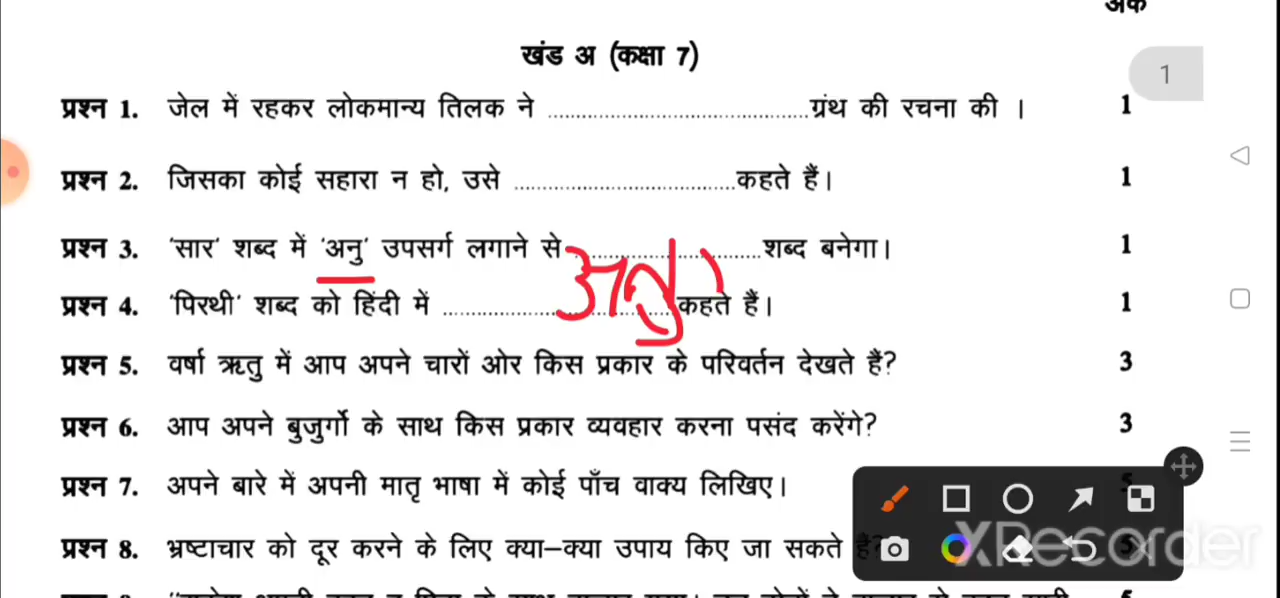 अंक
खंड अ (कक्षा 7)
1
प्रश्न 1. जेल में रहकर लोकमान्य तिलक ने ........................................ग्रंथ की रचना की । 1
प्रश्न 2. जिसका कोई सहारा न हो, उसे ..................................कहते हैं। 1
प्रश्न 3. 'सार' शब्द में 'अनु' उपसर्ग लगाने से ..............................शब्द बनेगा। 1
अनु
प्रश्न 4. 'पिरथी' शब्द को हिंदी में ....................................कहते हैं। 1
प्रश्न 5. वर्षा ऋतु में आप अपने चारों ओर किस प्रकार के परिवर्तन देखते हैं? 3
प्रश्न 6. आप अपने बुजुर्गो के साथ किस प्रकार व्यवहार करना पसंद करेंगे? 3
प्रश्न 7. अपने बारे में अपनी मातृ भाषा में कोई पाँच वाक्य लिखिए। 5
प्रश्न 8. भ्रष्टाचार को दूर करने के लिए क्या–क्या उपाय किए जा सकते हैं? 5
XRecorder